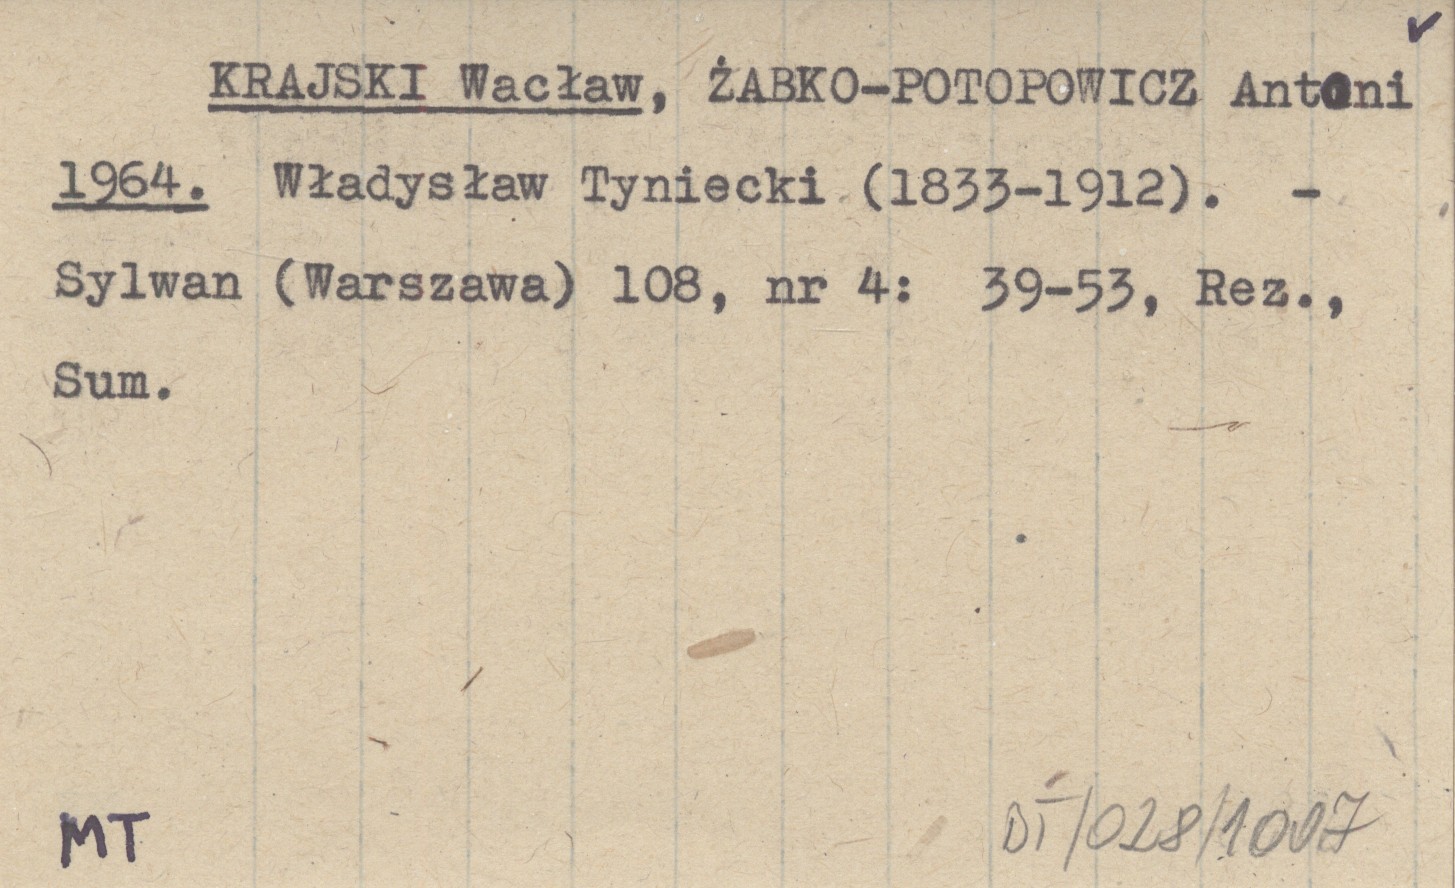 KRAJSKI Wacław, ŻABKO-POTOPOWICZ Antoni
1964. Władysław Tyniecki (1833-1912). -
Sylwan (Warszawa) 108, nr 4: 39-53, Rez.,
Sum.
MT
DT/028/1007